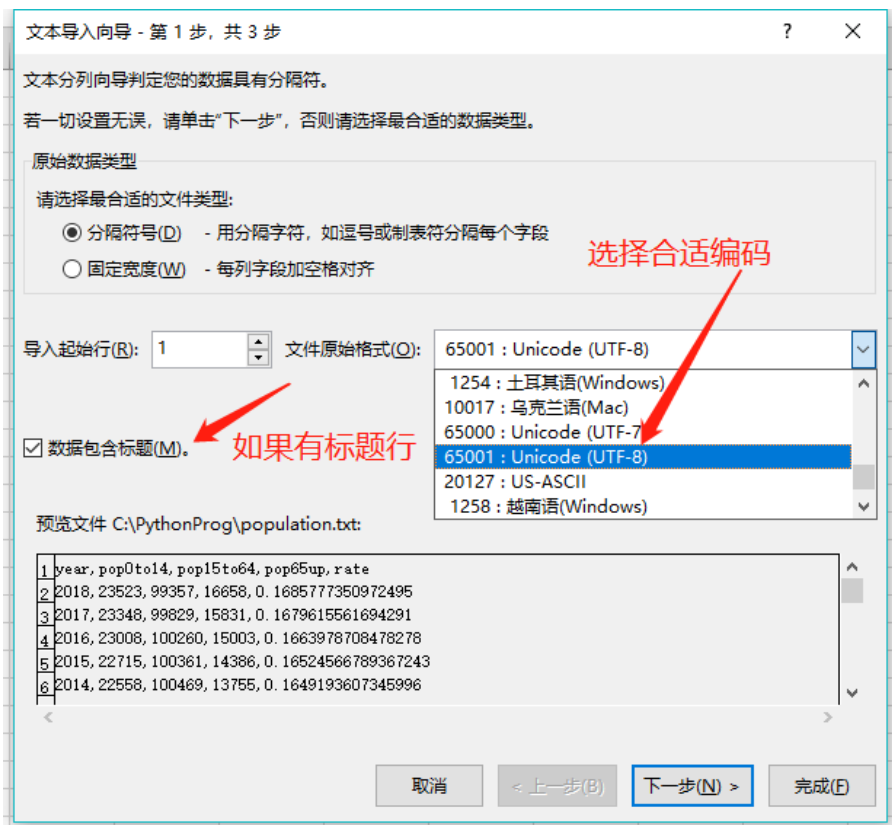 文本导入向导 - 第 1 步，共 3 步 ? ×
文本分列向导判定您的数据具有分隔符。
若一切设置无误，请单击“下一步”，否则请选择最合适的数据类型。
原始数据类型
请选择最合适的文件类型:
分隔符号(D) - 用分隔字符，如逗号或制表符分隔每个字段
选择合适编码
固定宽度(W) - 每列字段加空格对齐
导入起始行(R): 1 文件原始格式(O): 65001 : Unicode (UTF-8)
1254 : 土耳其语(Windows)
10017 : 乌克兰语(Mac)
65000 : Unicode (UTF-7
数据包含标题(M)。 如果有标题行
65001 : Unicode (UTF-8)
20127 : US-ASCII
1258 : 越南语(Windows)
预览文件 C:\PythonProg\population.txt:
1 year,pop0to14,pop15to64,pop65up,rate
2 2018,23523,99357,16658,0.1685777350972495
3 2017,23348,99829,15831,0.1679615561694291
4 2016,23008,100260,15003,0.1663978708478278
5 2015,22715,100361,14386,0.16524566789367243
6 2014,22558,100469,13755,0.1649193607345996
取消 < 上一步(B) 下一步(N) > 完成(F)